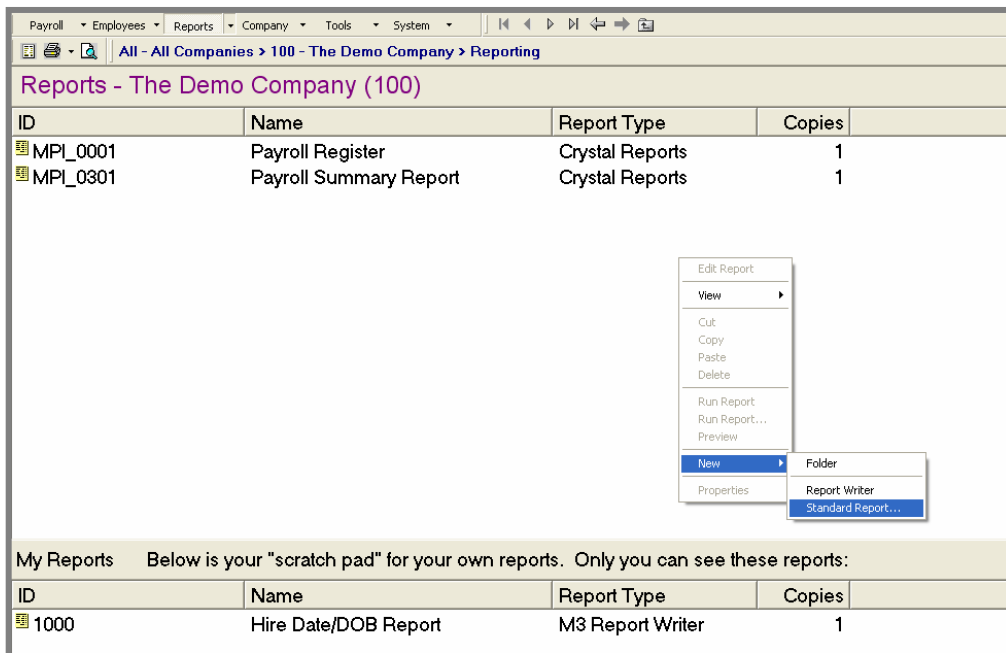 Payroll Employees Reports Company Tools System
All - All Companies > 100 - The Demo Company > Reporting
Reports - The Demo Company (100)
ID Name Report Type Copies
MPI_0001 Payroll Register Crystal Reports 1
MPI_0301 Payroll Summary Report Crystal Reports 1
Edit Report
View
Cut
Copy
Paste
Delete
Run Report
Run Report...
Preview
New
Properties
Folder
Report Writer
Standard Report...
My Reports Below is your "scratch pad" for your own reports. Only you can see these reports:
ID Name Report Type Copies
1000 Hire Date/DOB Report M3 Report Writer 1